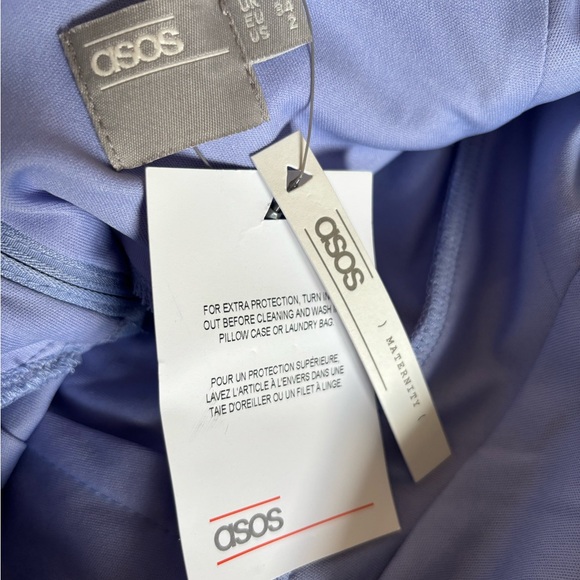 asos
UK
EU 34
US 2
asos
) MATERNITY (
FOR EXTRA PROTECTION, TURN IN
OUT BEFORE CLEANING AND WASH
PILLOW CASE OR LAUNDRY BAG.
POUR UN PROTECTION SUPÉRIEURE,
LAVEZ L'ARTICLE À L'ENVERS DANS UNE
TAIE D'OREILLER OU UN FILET À LINGE.
asos